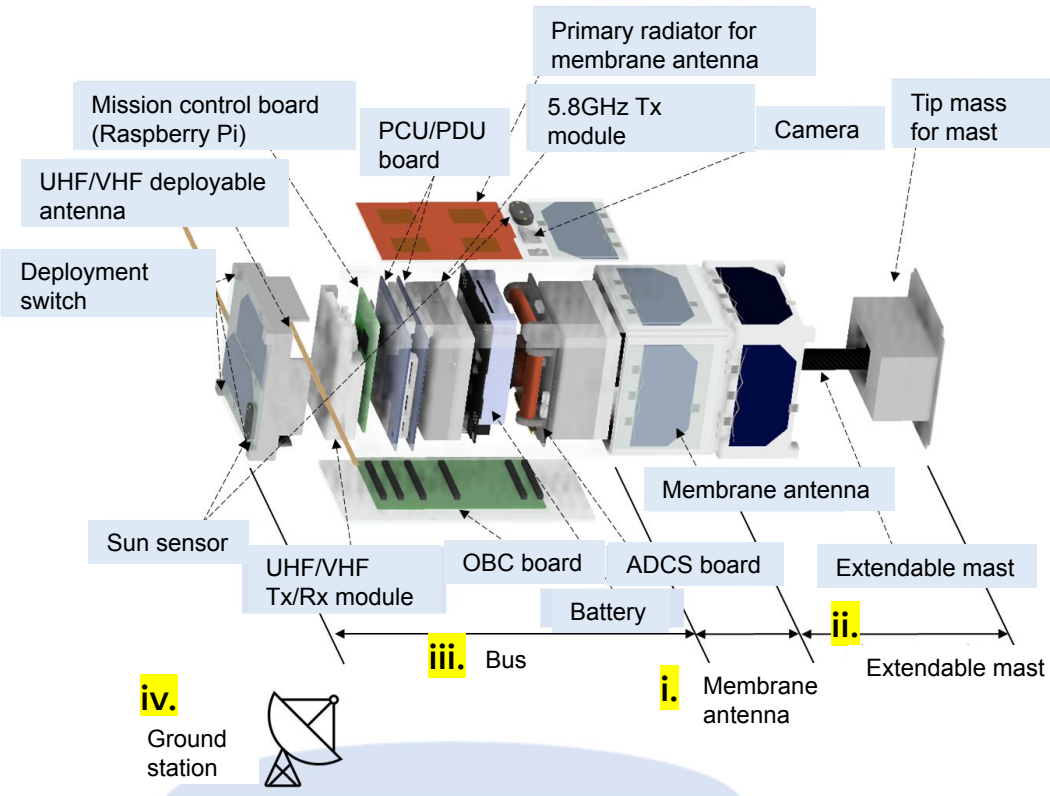 Primary radiator for
membrane antenna
Mission control board
(Raspberry Pi)
PCU/PDU
board
5.8GHz Tx
module
Camera
Tip mass
for mast
UHF/VHF deployable
antenna
Deployment
switch
Membrane antenna
Sun sensor
UHF/VHF
Tx/Rx module
OBC board
ADCS board
Extendable mast
Battery
iii. Bus
i. Membrane
antenna
ii.
Extendable mast
iv.
Ground
station